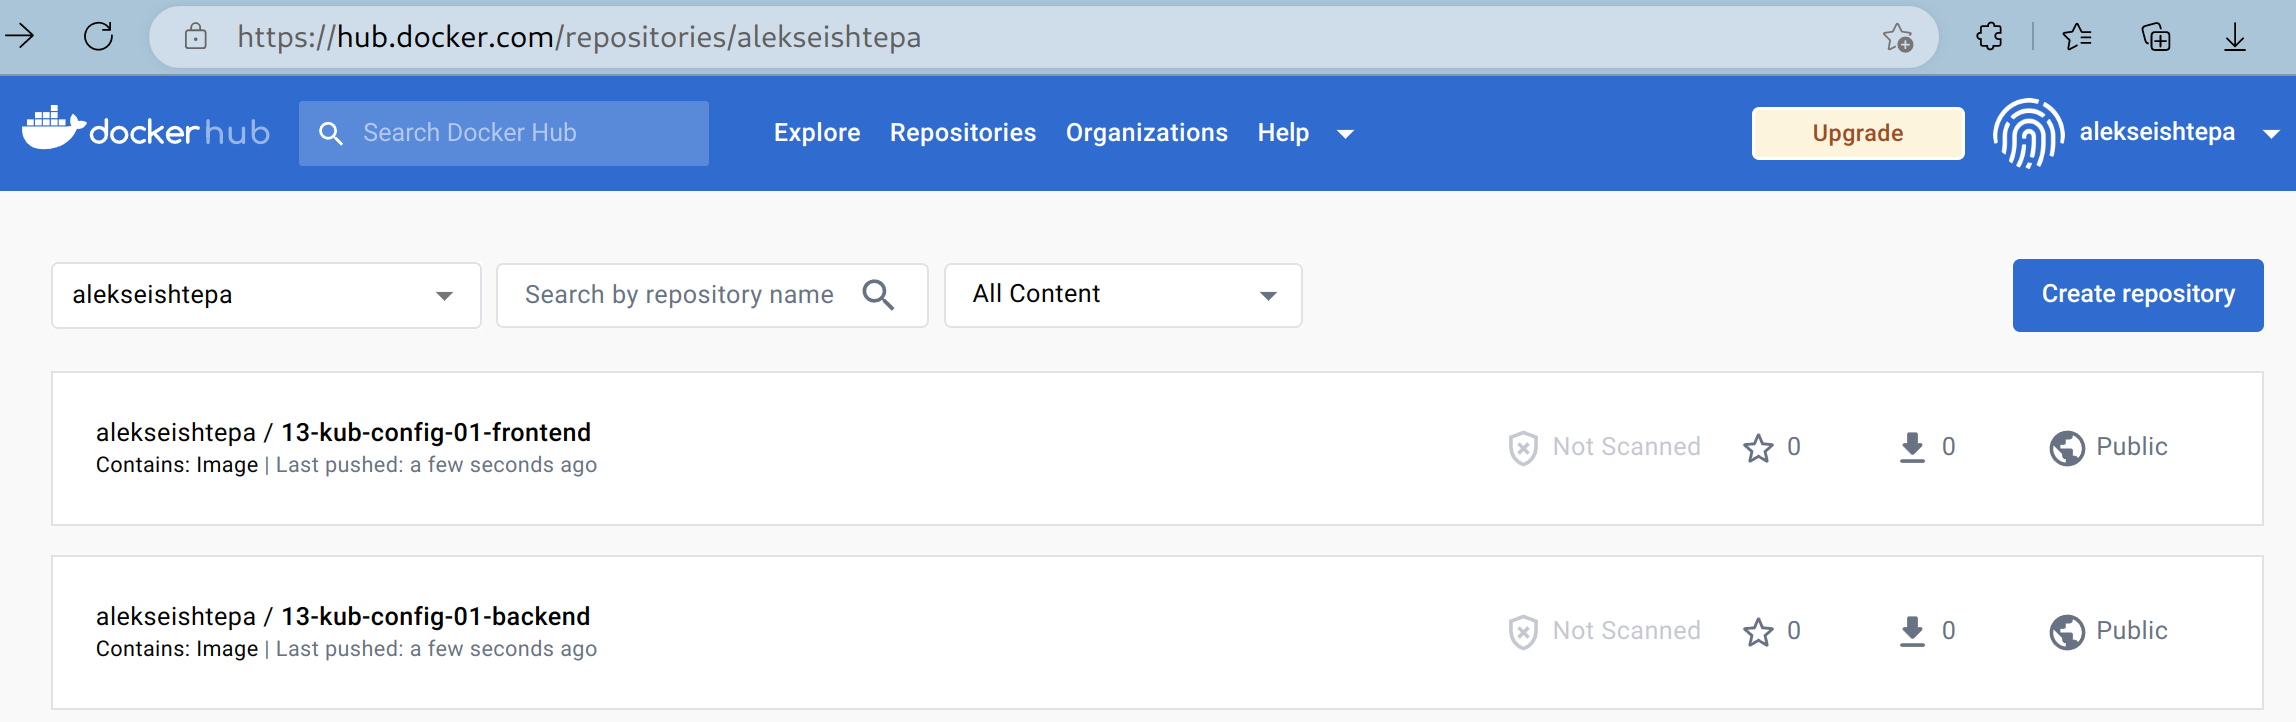 https://hub.docker.com/repositories/alekseishtepa
docker hub Search Docker Hub Explore Repositories Organizations Help Upgrade alekseishtepa
alekseishtepa Search by repository name All Content Create repository
alekseishtepa / 13-kub-config-01-frontend
Contains: Image | Last pushed: a few seconds ago
Not Scanned 0 0 Public
alekseishtepa / 13-kub-config-01-backend
Contains: Image | Last pushed: a few seconds ago
Not Scanned 0 0 Public